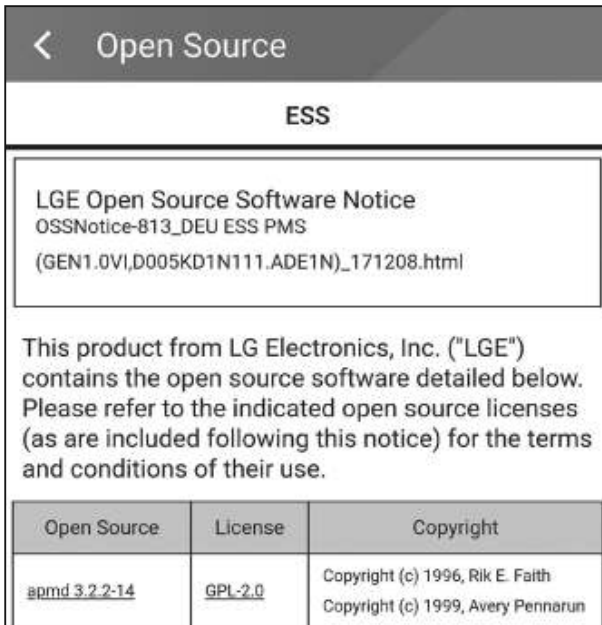 Open Source
ESS
LGE Open Source Software Notice
OSSNotice-813_DEU ESS PMS
(GEN1.0VI,D005KD1N111.ADE1N)_171208.html
This product from LG Electronics, Inc. ("LGE")
contains the open source software detailed below.
Please refer to the indicated open source licenses
(as are included following this notice) for the terms
and conditions of their use.
Open Source License Copyright
apmd 3.2.2-14 GPL-2.0 Copyright (c) 1996, Rik E. Faith
Copyright (c) 1999, Avery Pennarun